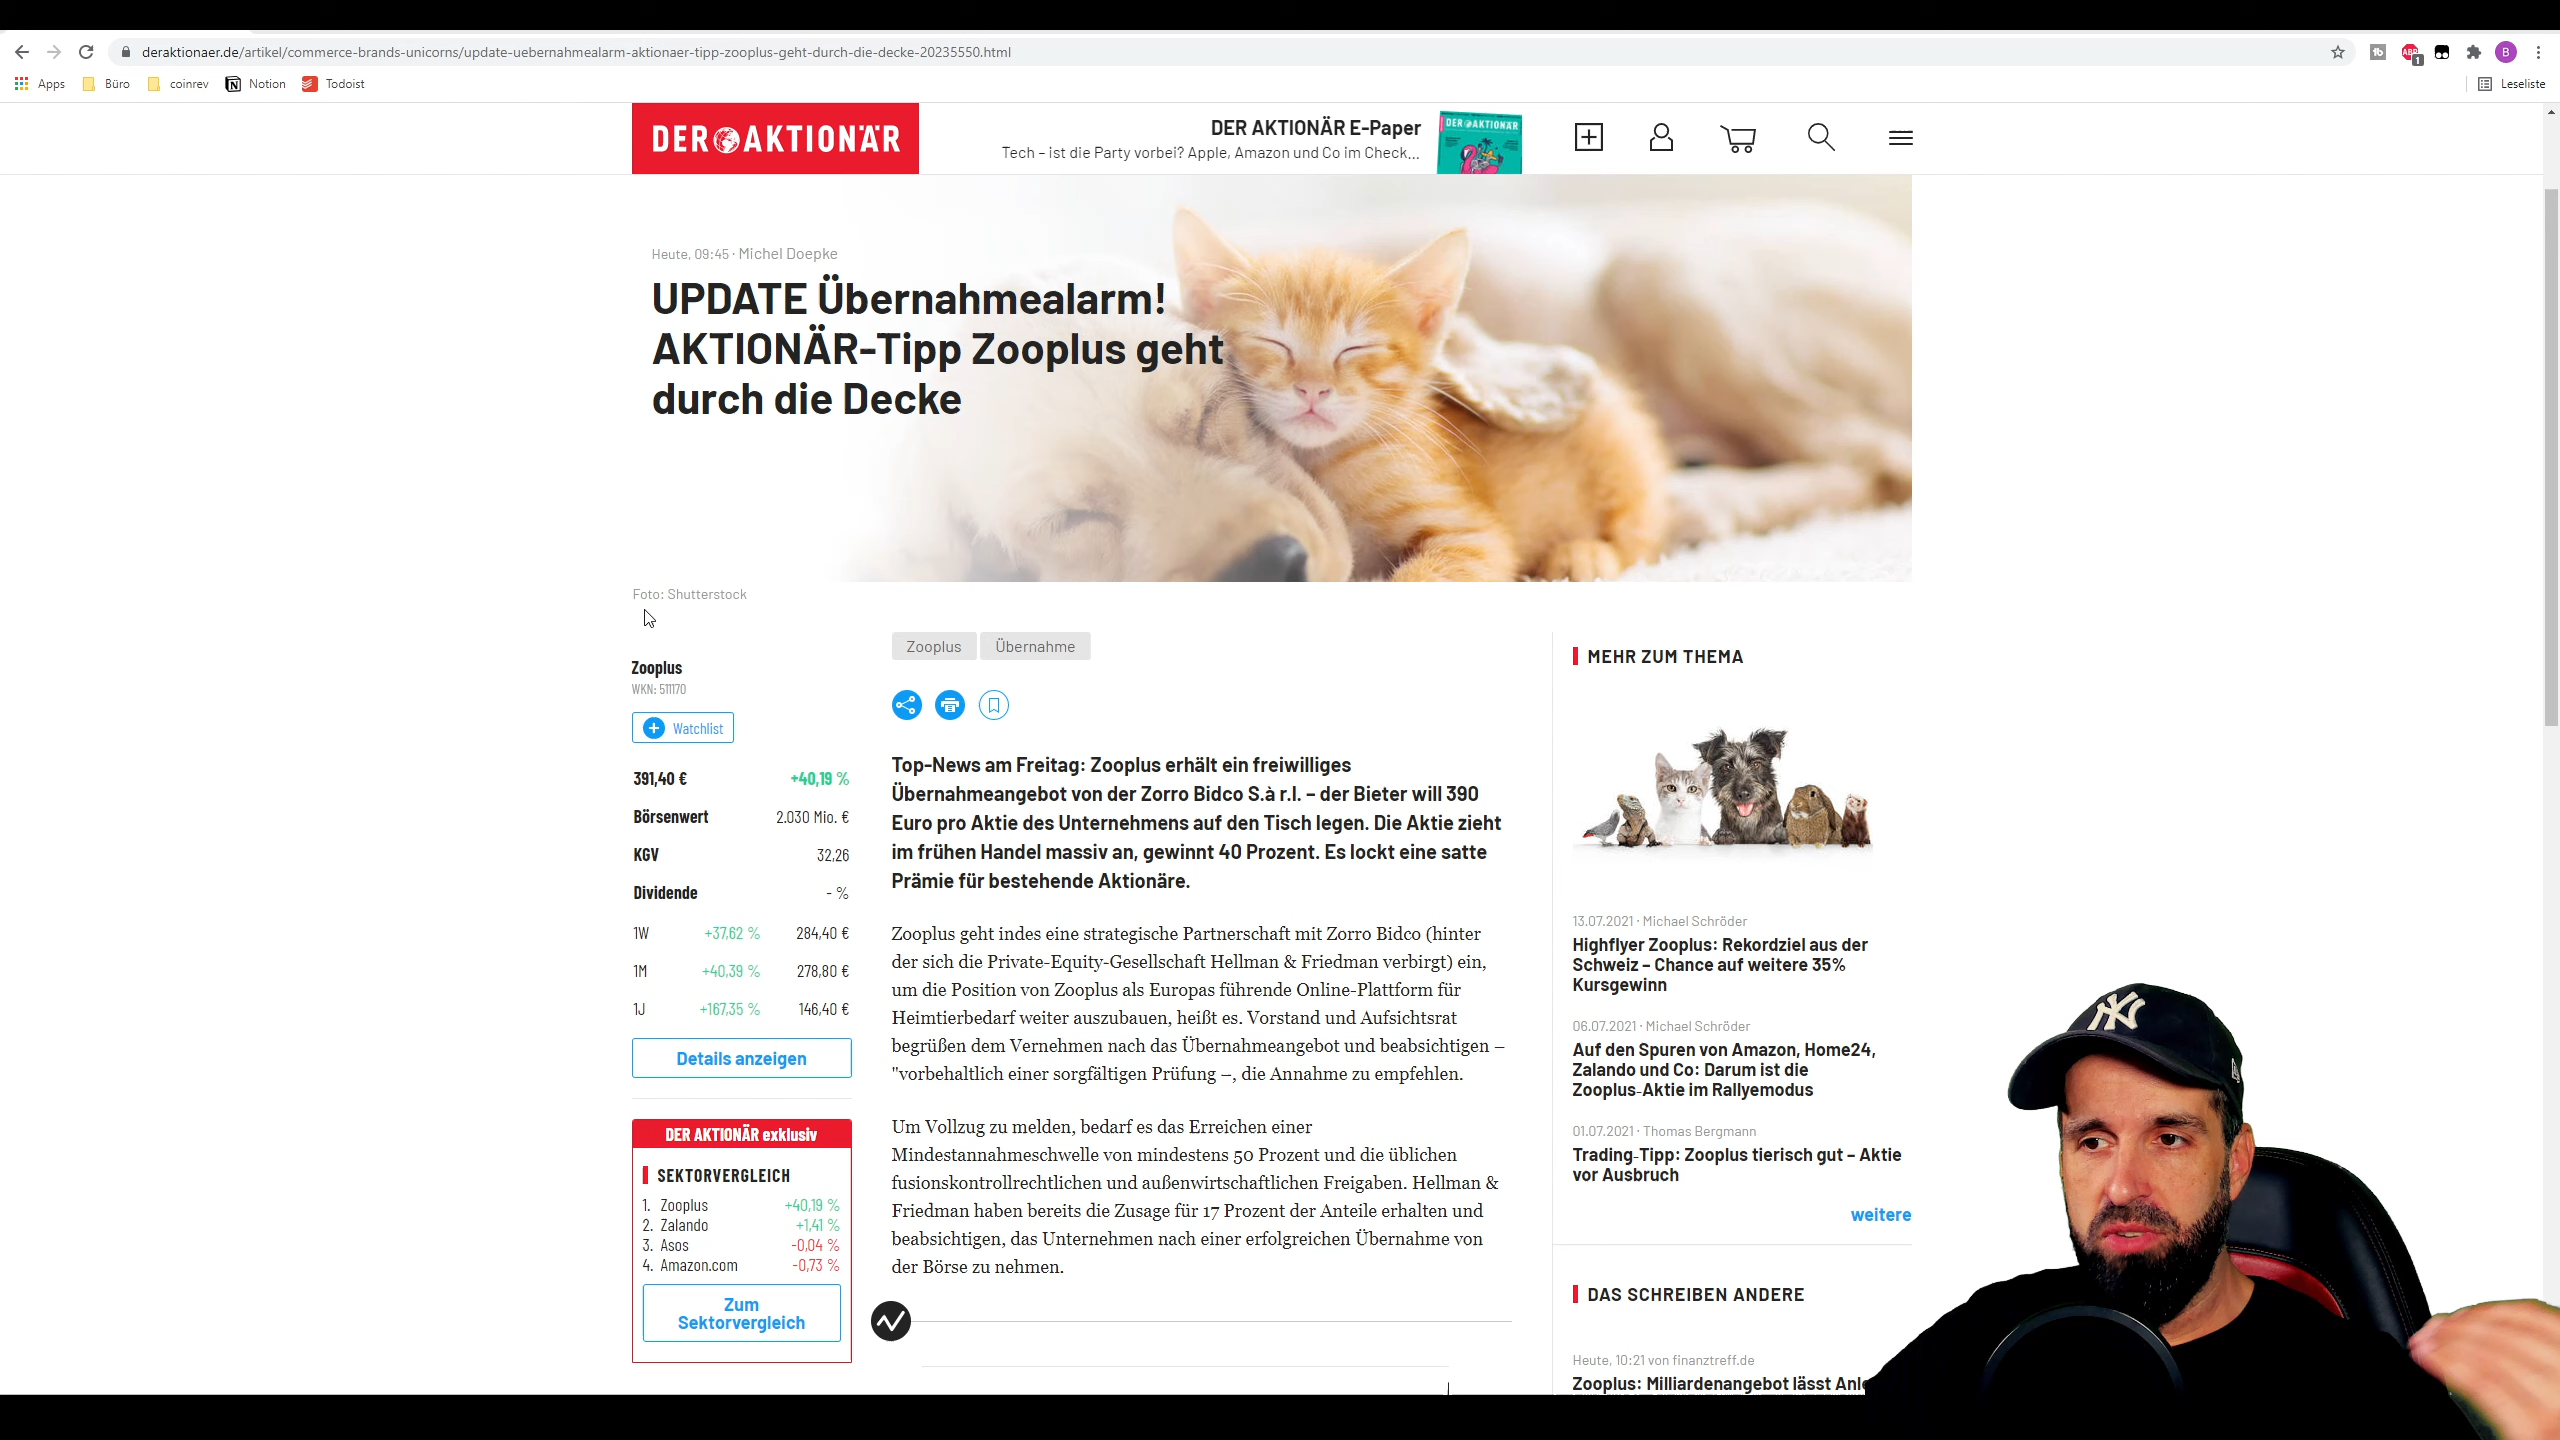 deraktionaer.de/artikel/commerce-brands-unicorns/update-uebernahmealarm-aktionaer-tipp-zooplus-geht-durch-die-decke-20235550.html
ABP
1
B
Apps
Büro
coinrev
Notion
Todoist
Leseliste
DER AKTIONÄR
DER AKTIONÄR E-Paper
Tech – ist die Party vorbei? Apple, Amazon und Co im Check...
DER AKTIONÄR
Heute, 09:45 · Michel Doepke
UPDATE Übernahmealarm!
AKTIONÄR-Tipp Zooplus geht
durch die Decke
Foto: Shutterstock
Zooplus
WKN: 511170
Watchlist
391,40 € +40,19 %
Börsenwert 2.030 Mio. €
KGV 32,26
Dividende - %
1W +37,62 % 284,40 €
1M +40,39 % 278,80 €
1J +167,35 % 146,40 €
Details anzeigen
DER AKTIONÄR exklusiv
SEKTORVERGLEICH
1. Zooplus +40,19 %
2. Zalando +1,41 %
3. Asos -0,04 %
4. Amazon.com -0,73 %
Zum
Sektorvergleich
Zooplus
Übernahme
Top-News am Freitag: Zooplus erhält ein freiwilliges
Übernahmeangebot von der Zorro Bidco S.à r.l. – der Bieter will 390
Euro pro Aktie des Unternehmens auf den Tisch legen. Die Aktie zieht
im frühen Handel massiv an, gewinnt 40 Prozent. Es lockt eine satte
Prämie für bestehende Aktionäre.
Zooplus geht indes eine strategische Partnerschaft mit Zorro Bidco (hinter
der sich die Private-Equity-Gesellschaft Hellman & Friedman verbirgt) ein,
um die Position von Zooplus als Europas führende Online-Plattform für
Heimtierbedarf weiter auszubauen, heißt es. Vorstand und Aufsichtsrat
begrüßen dem Vernehmen nach das Übernahmeangebot und beabsichtigen –
"vorbehaltlich einer sorgfältigen Prüfung –, die Annahme zu empfehlen.
Um Vollzug zu melden, bedarf es das Erreichen einer
Mindestannahmeschwelle von mindestens 50 Prozent und die üblichen
fusionskontrollrechtlichen und außenwirtschaftlichen Freigaben. Hellman &
Friedman haben bereits die Zusage für 17 Prozent der Anteile erhalten und
beabsichtigen, das Unternehmen nach einer erfolgreichen Übernahme von
der Börse zu nehmen.
MEHR ZUM THEMA
13.07.2021 · Michael Schröder
Highflyer Zooplus: Rekordziel aus der
Schweiz – Chance auf weitere 35%
Kursgewinn
06.07.2021 · Michael Schröder
Auf den Spuren von Amazon, Home24,
Zalando und Co: Darum ist die
Zooplus-Aktie im Rallyemodus
01.07.2021 · Thomas Bergmann
Trading-Tipp: Zooplus tierisch gut – Aktie
vor Ausbruch
weitere
DAS SCHREIBEN ANDERE
Heute, 10:21 von finanztreff.de
Zooplus: Milliardenangebot lässt
NY